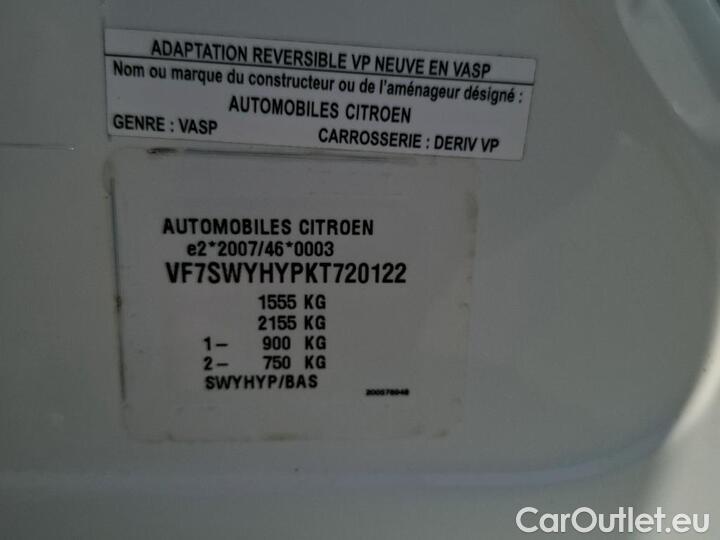 ADAPTATION REVERSIBLE VP NEUVE EN VASP
Nom ou marque du constructeur ou de l'aménageur désigné :
AUTOMOBILES CITROEN
GENRE : VASP CARROSSERIE : DERIV VP
AUTOMOBILES CITROEN
e2*2007/46*0003
VF7SWYHYPKT720122
1555 KG
2155 KG
1- 900 KG
2- 750 KG
SWYHYP/BAS
CarOutlet.eu